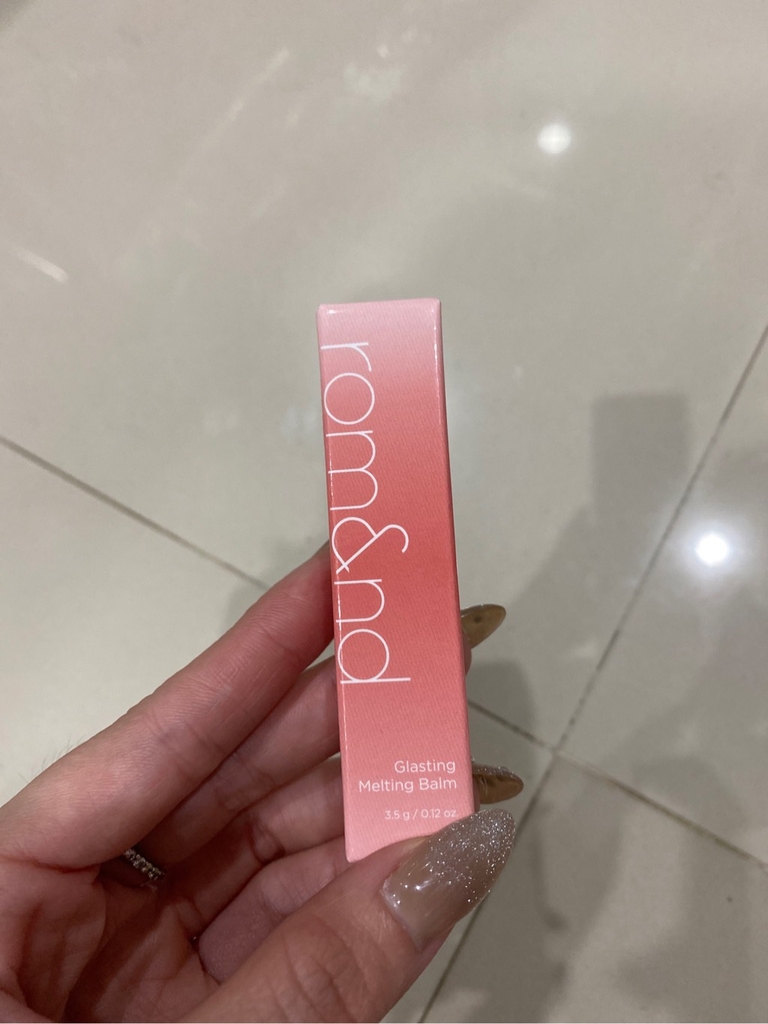 rom&nd
Glasting
Melting Balm
3.5 g / 0.12 oz.